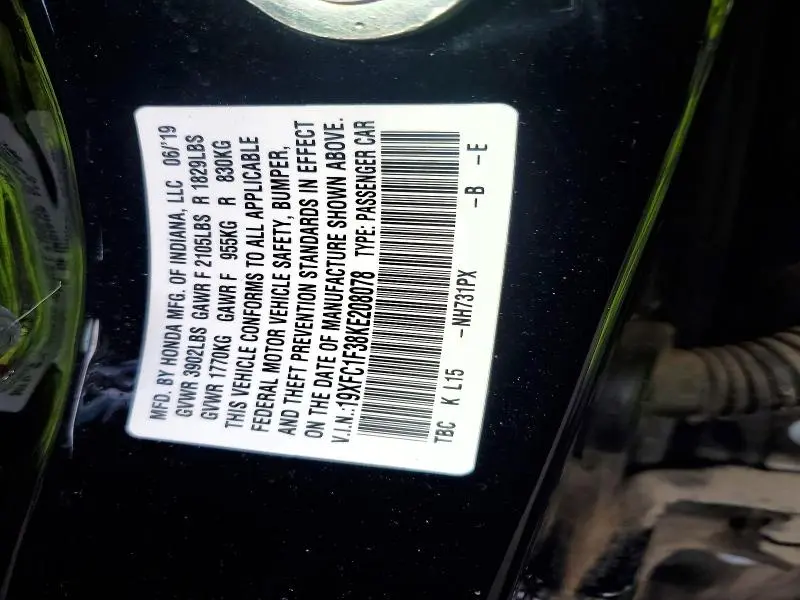 MFD. BY HONDA MFG. OF INDIANA, LLC 06/'19
GVWR 3902LBS GAWR F 2105LBS R 1829LBS
GVWR 1770KG GAWR F 955KG R 830KG
THIS VEHICLE CONFORMS TO ALL APPLICABLE
FEDERAL MOTOR VEHICLE SAFETY, BUMPER,
AND THEFT PREVENTION STANDARDS IN EFFECT
ON THE DATE OF MANUFACTURE SHOWN ABOVE.
V.I.N.:19XFC1F38KE208078 TYPE: PASSENGER CAR
TBC K L15 -NH731PX -B -E